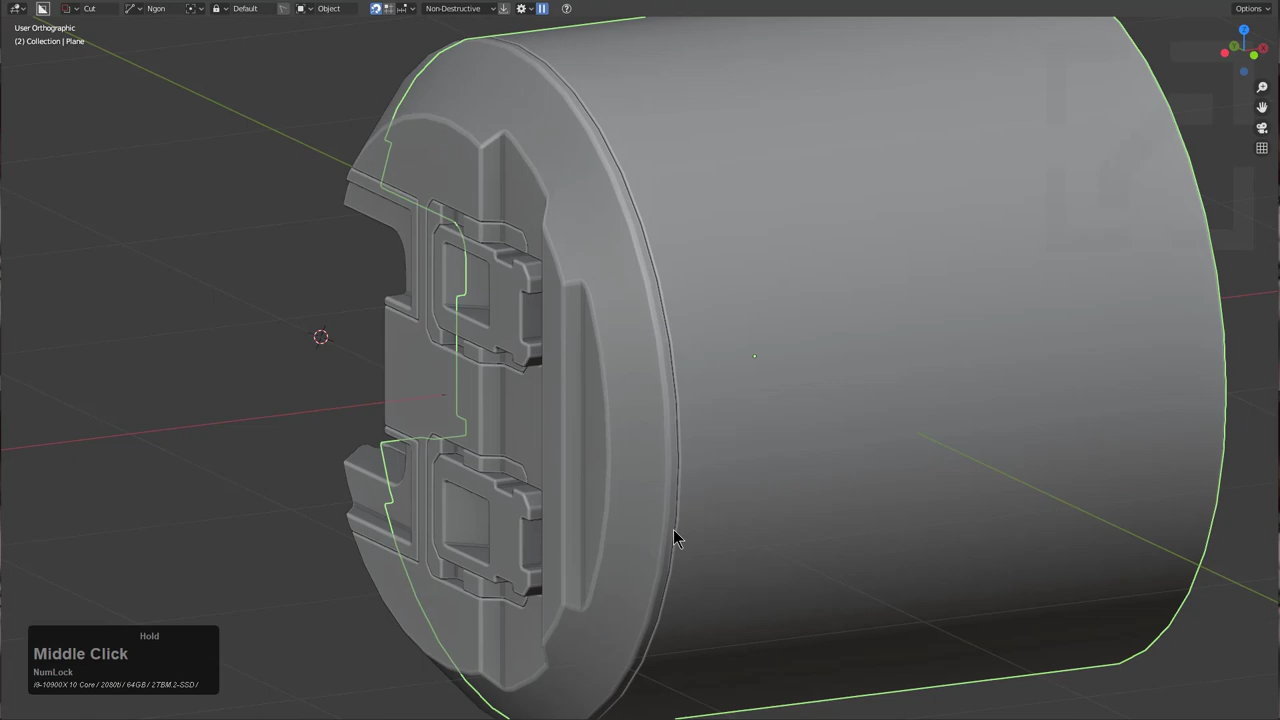 Cut Ngon Default Object Non-Destructive Options
User Orthographic
(2) Collection | Plane
Z
Y
X
Hold
Middle Click
NumLock
i9-10900X 10 Core / 2080ti / 64GB / 2TBM.2-SSD /